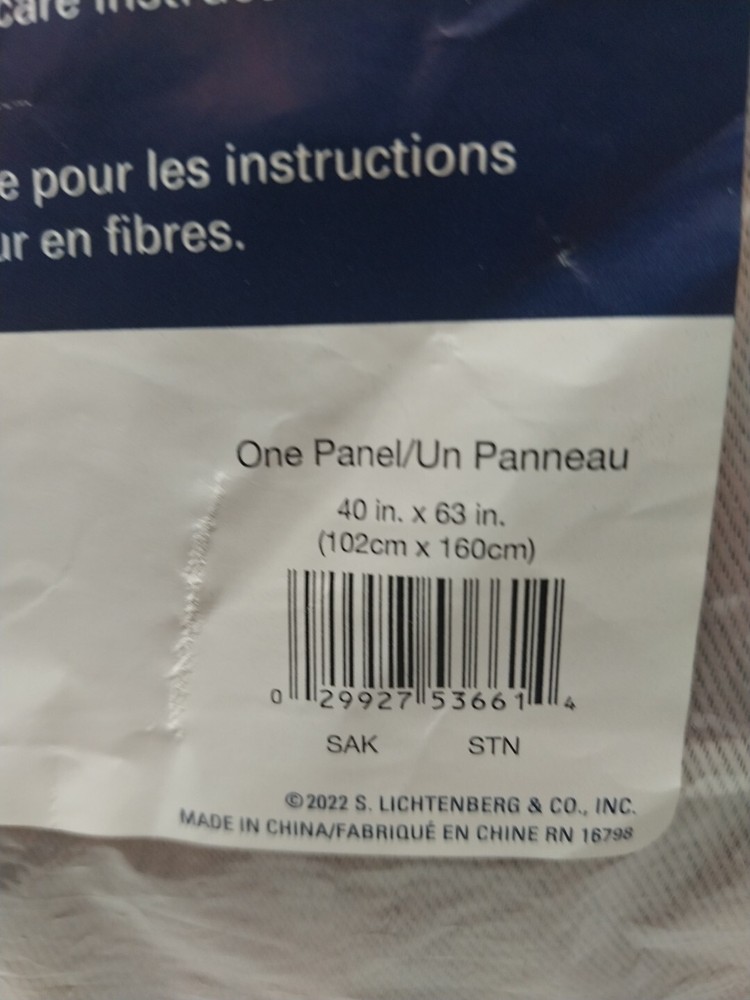 care
e pour les instructions
ur en fibres.
One Panel/Un Panneau
40 in. x 63 in.
(102cm x 160cm)
0 29927 53661 4
SAK STN
©2022 S. LICHTENBERG & CO., INC.
MADE IN CHINA/FABRIQUÉ EN CHINE RN 16798